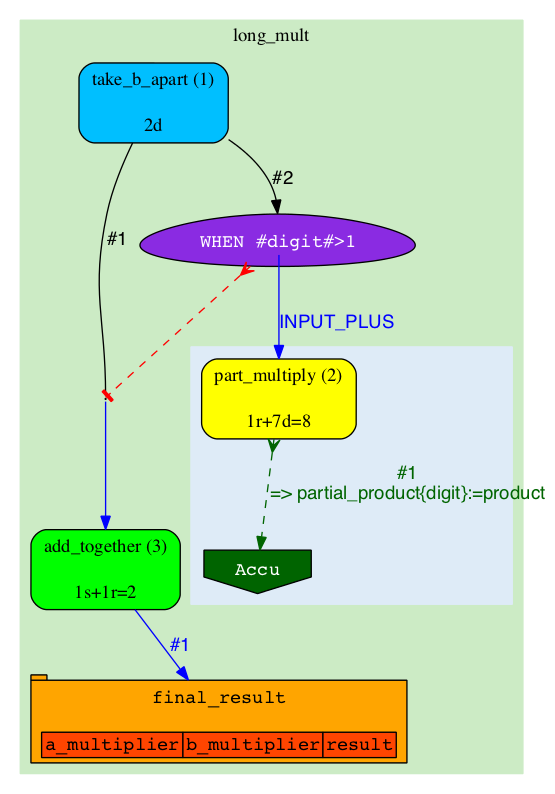 long_mult
take_b_apart (1)
2d
#2
#1
WHEN #digit#>1
INPUT_PLUS
part_multiply (2)
1r+7d=8
#1
=> partial_product{digit}:=product
add_together (3)
Accu
1s+1r=2
#1
final_result
a_multiplier b_multiplier result